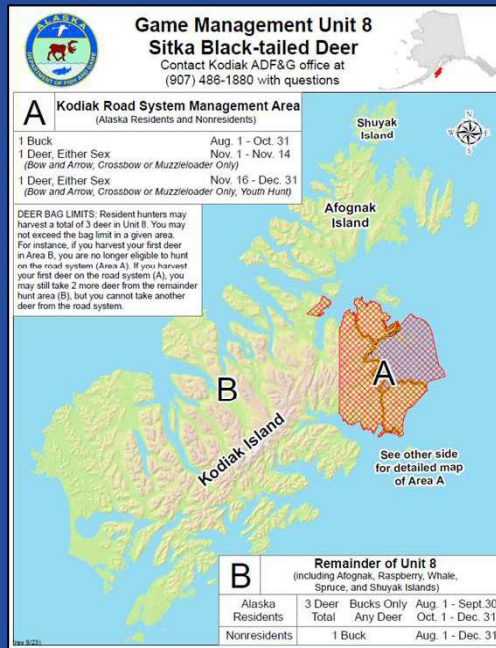 ALASKA
DEPARTMENT OF FISH AND GAME
Game Management Unit 8
Sitka Black-tailed Deer
Contact Kodiak ADF&G office at
(907) 486-1880 with questions
A
Kodiak Road System Management Area
(Alaska Residents and Nonresidents)
1 Buck Aug. 1 - Oct. 31
1 Deer, Either Sex Nov. 1 - Nov. 14
(Bow and Arrow, Crossbow or Muzzleloader Only)
1 Deer, Either Sex Nov. 16 - Dec. 31
(Bow and Arrow, Crossbow or Muzzleloader Only, Youth Hunt)
DEER BAG LIMITS: Resident hunters may
harvest a total of 3 deer in Unit 8. You may
not exceed the bag limit in a given area.
For instance, if you harvest your first deer
in Area B, you are no longer eligible to hunt
on the road system (Area A). If you harvest
your first deer on the road system (A), you
may still take 2 more deer from the remainder
hunt area (B), but you cannot take another
deer from the road system.
Shuyak
Island
Afognak
Island
A
B
Kodiak Island
See other side
for detailed map
of Area A
B
Remainder of Unit 8
(including Afognak, Raspberry, Whale,
Spruce, and Shuyak Islands)
Alaska Residents 3 Deer Total Bucks Only Aug. 1 - Sept.30
Any Deer Oct. 1 - Dec. 31
Nonresidents 1 Buck Aug. 1 - Dec. 31